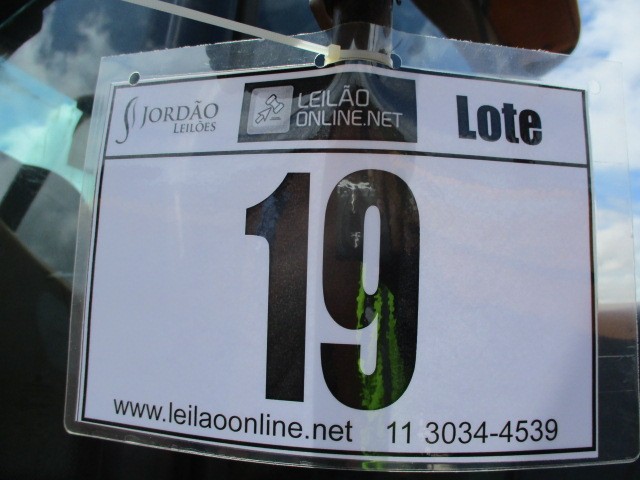 JORDÃO
LEILÕES
LEILÃO
ONLINE.NET
Lote
19
www.leilaoonline.net 11 3034-4539